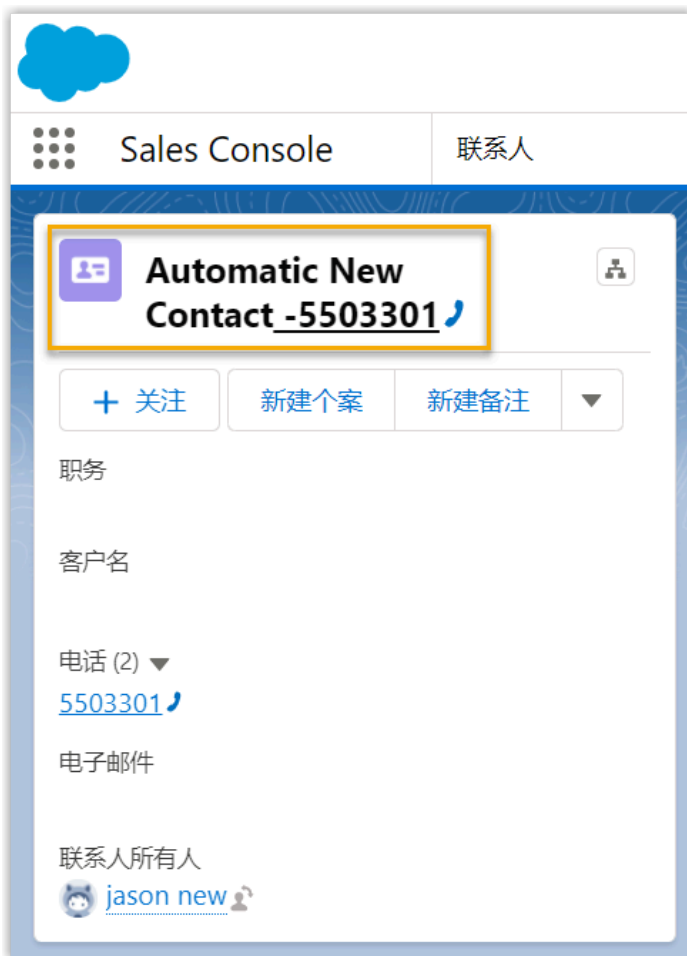 Sales Console
联系人
Automatic New
Contact -5503301
关注
新建个案
新建备注
职务
客户名
电话 (2)
5503301
电子邮件
联系人所有人
jason new